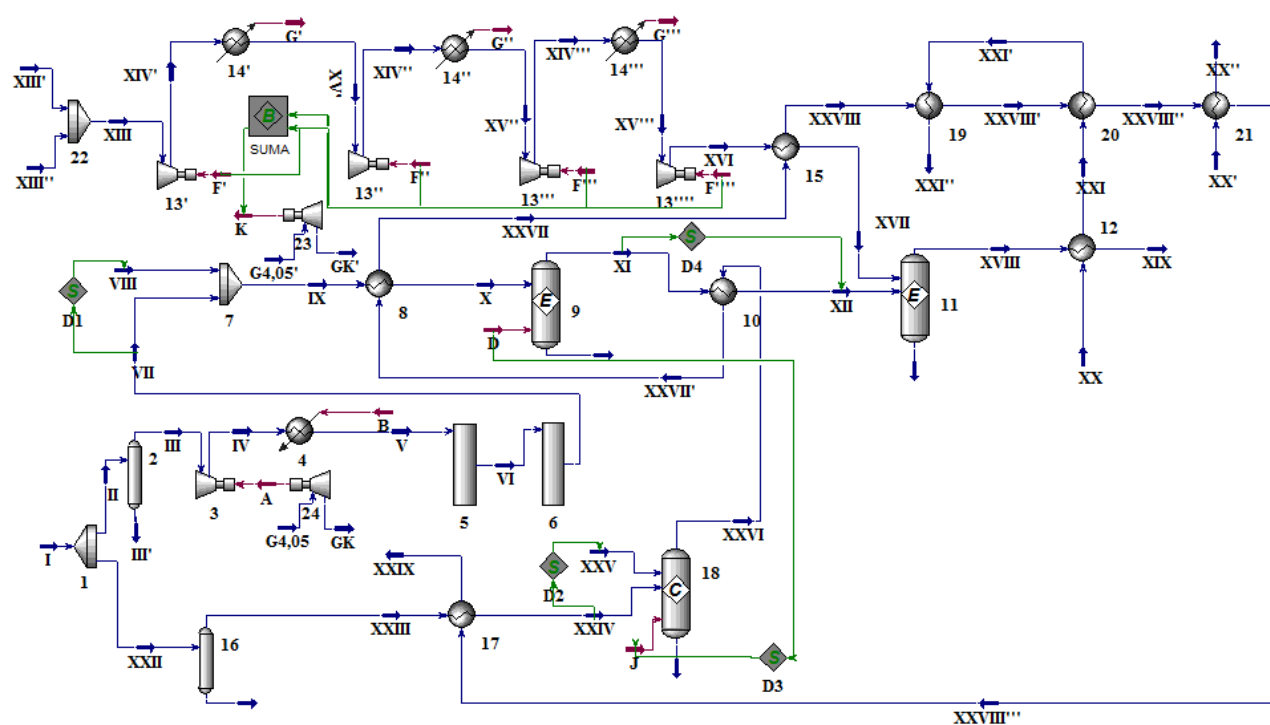 G'
G''
G'''
XIII'
XIV'
14'
XV'
XIV''
14''
XIV'''
14'''
XXI'
XX''
XIII
B
SUMA
XV''
XV'''
XVI
XXVIII
19
XXVIII'
20
XXVIII''
21
22
XIII''
F'
13'
F''
13''
F'''
13'''
F''''
13''''
15
XXI''
XXI
XX'
K
23
XXVII
XVII
12
G4,05'
GK'
XI
S
D4
XVIII
XIX
S
VIII
D1
7
IX
8
X
E
9
10
XII
E
11
D
VII
XXVII'
XX
B
III
IV
2
4
V
VI
II
3
A
24
5
6
I
III'
G4,05
GK
XXVI
1
XXIX
S
XXV
18
D2
C
16
XXIII
17
XXIV
XXII
J
S
D3
XXVIII'''